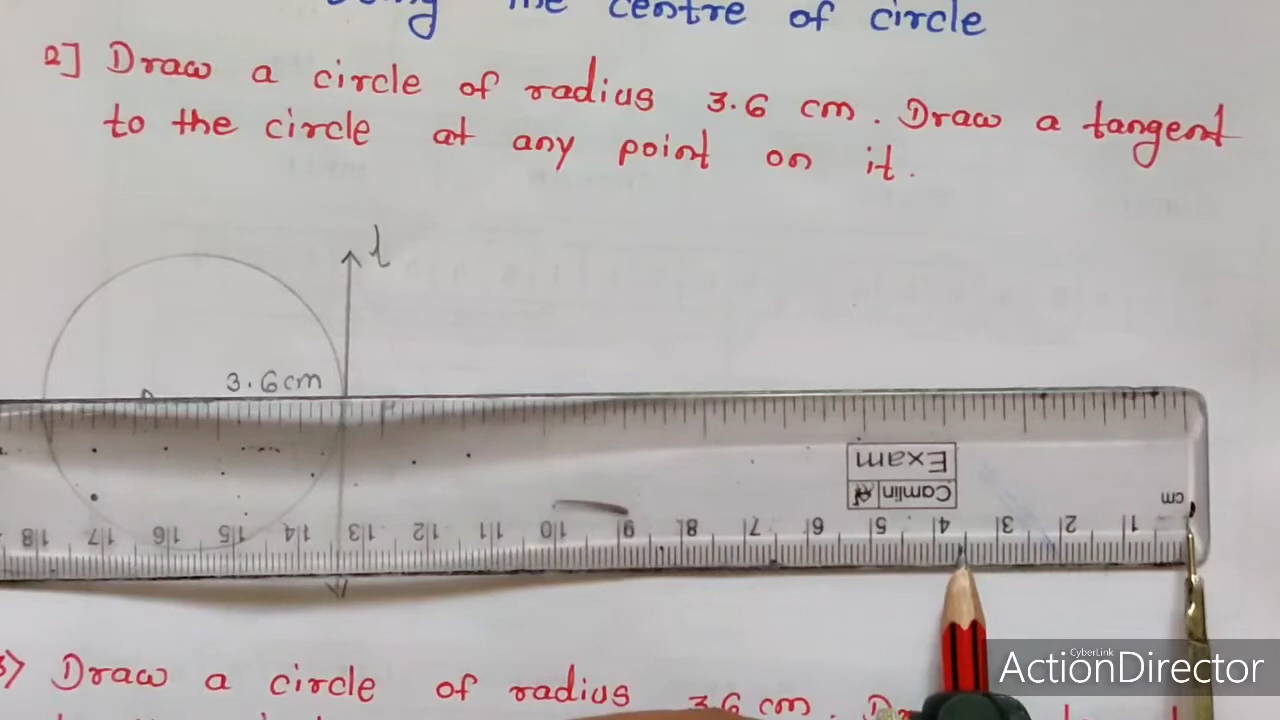 the centre of circle
2] Draw a circle of radius 3.6 cm. Draw a tangent
to the circle at any point on it.
l
3.6cm
Exam
Camlin
cm
18 17 16 15 14 13 12 11 10 9 8 7 6 5 4 3 2 1
3) Draw a circle of radius 3.6 cm.
CyberLink
ActionDirector